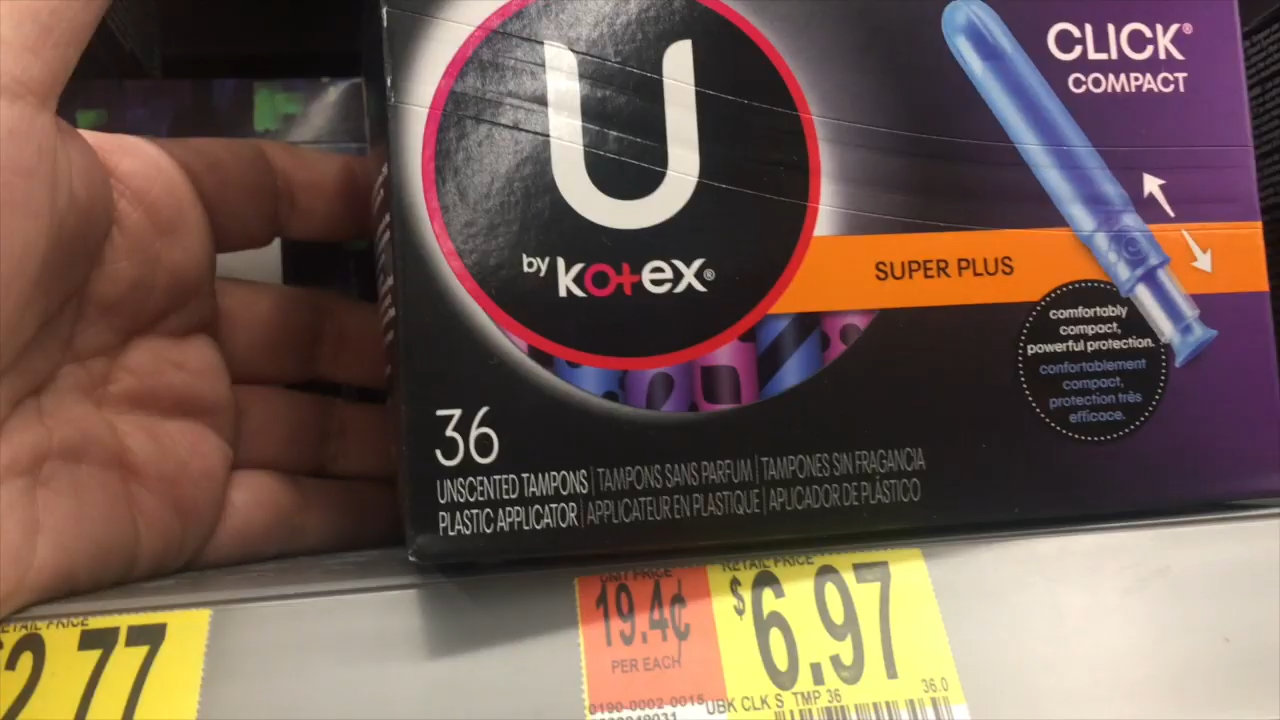 U
by kotex®
CLICK®
COMPACT
SUPER PLUS
comfortably
compact,
powerful protection.
confortablement
compact,
protection très
efficace.
36
UNSCENTED TAMPONS | TAMPONS SANS PARFUM | TAMPONES SIN FRAGANCIA
PLASTIC APPLICATOR | APPLICATEUR EN PLASTIQUE | APLICADOR DE PLÁSTICO
RETAIL PRICE
2.77
UNIT PRICE
19.4¢
PER EACH
RETAIL PRICE
$6.97
0190-0002-0015
UBK CLK S TMP 36
36.0